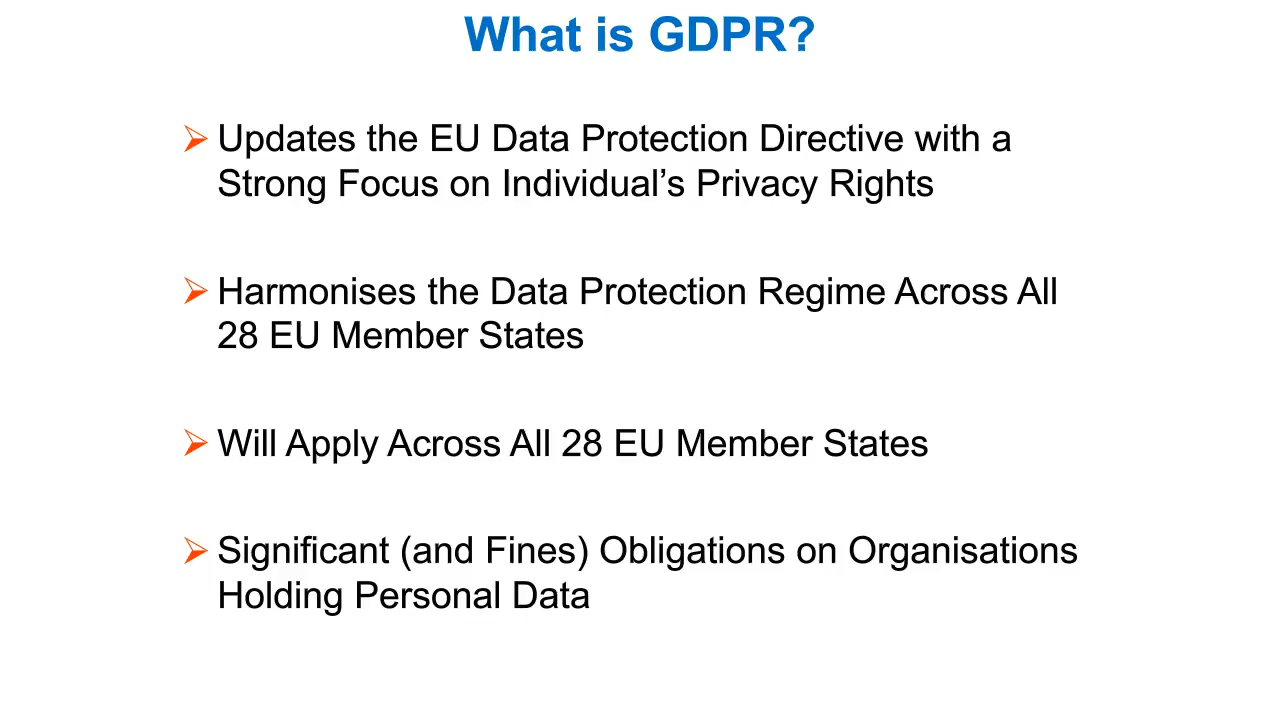 What is GDPR?
Updates the EU Data Protection Directive with a
Strong Focus on Individual’s Privacy Rights
Harmonises the Data Protection Regime Across All
28 EU Member States
Will Apply Across All 28 EU Member States
Significant (and Fines) Obligations on Organisations
Holding Personal Data